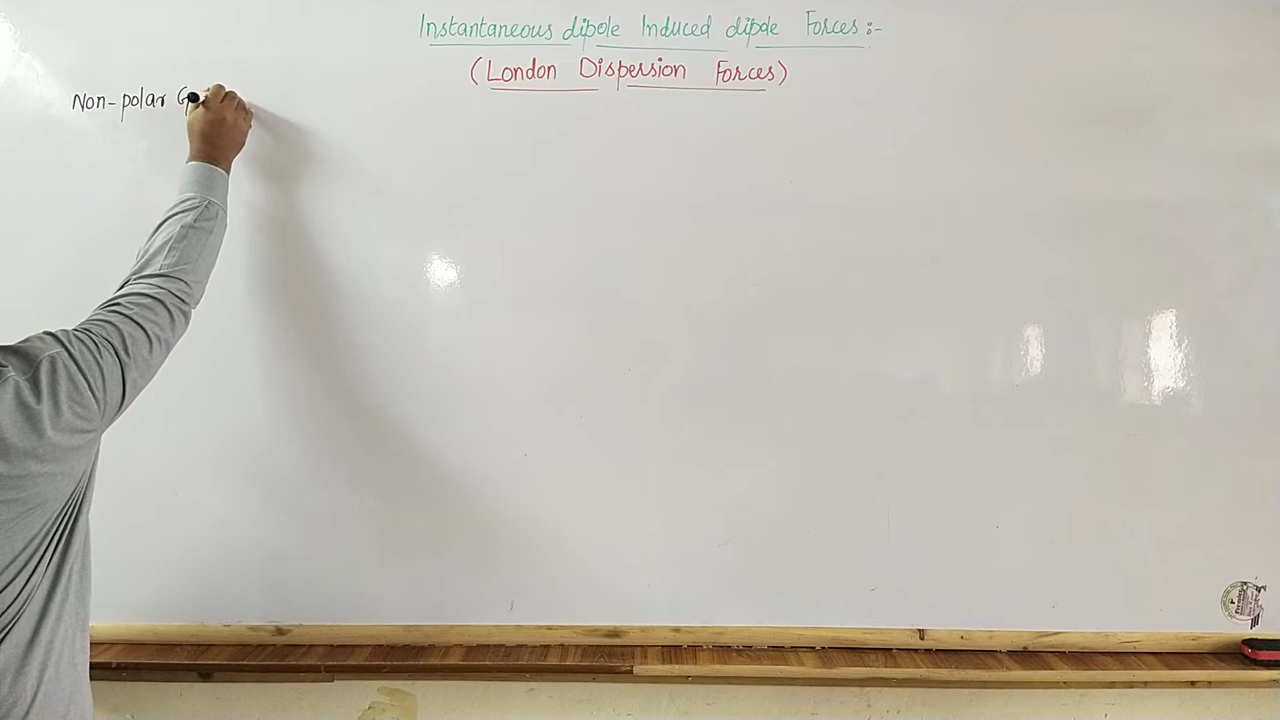 Instantaneous dipole Induced dipole Forces:-
(London Dispersion Forces)
Non-polar G